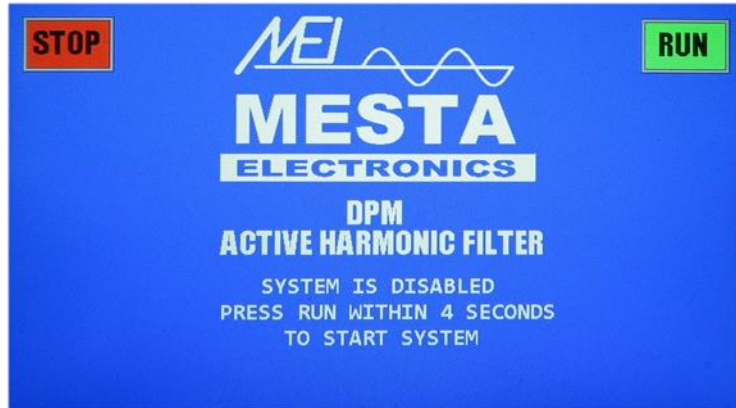 STOP
RUN
MEI
MESTA
ELECTRONICS
DPM
ACTIVE HARMONIC FILTER
SYSTEM IS DISABLED
PRESS RUN WITHIN 4 SECONDS
TO START SYSTEM